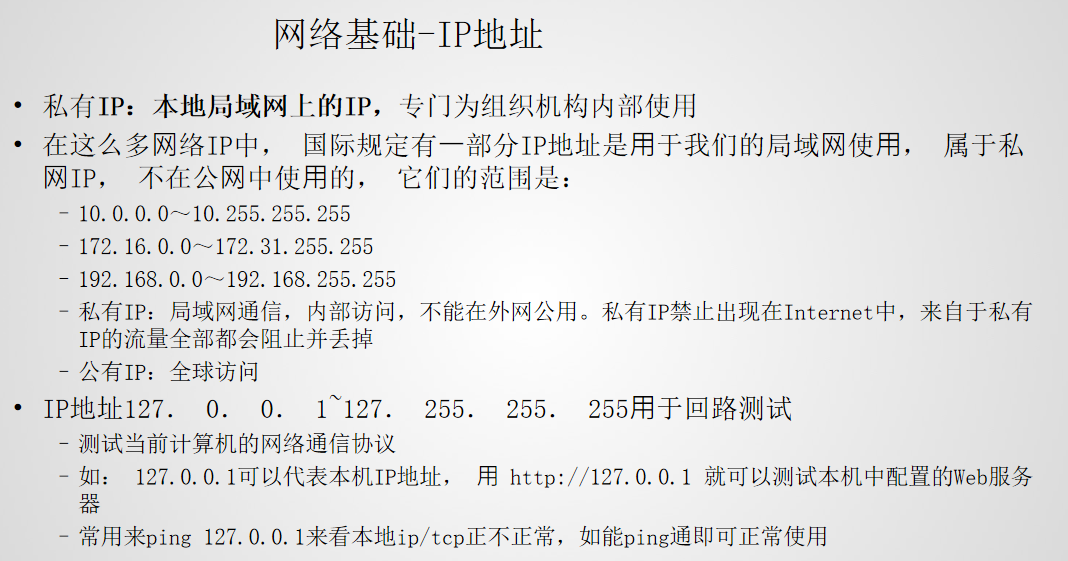 网络基础-IP地址
• 私有IP：本地局域网上的IP，专门为组织机构内部使用
• 在这么多网络IP中， 国际规定有一部分IP地址是用于我们的局域网使用， 属于私
网IP， 不在公网中使用的， 它们的范围是：
– 10.0.0.0～10.255.255.255
– 172.16.0.0～172.31.255.255
– 192.168.0.0～192.168.255.255
– 私有IP：局域网通信，内部访问，不能在外网公用。私有IP禁止出现在Internet中，来自于私有
IP的流量全部都会阻止并丢掉
– 公有IP：全球访问
• IP地址127． 0． 0． 1~127． 255． 255． 255用于回路测试
– 测试当前计算机的网络通信协议
– 如： 127.0.0.1可以代表本机IP地址， 用 http://127.0.0.1 就可以测试本机中配置的Web服务
器
– 常用来ping 127.0.0.1来看本地ip/tcp正不正常，如能ping通即可正常使用